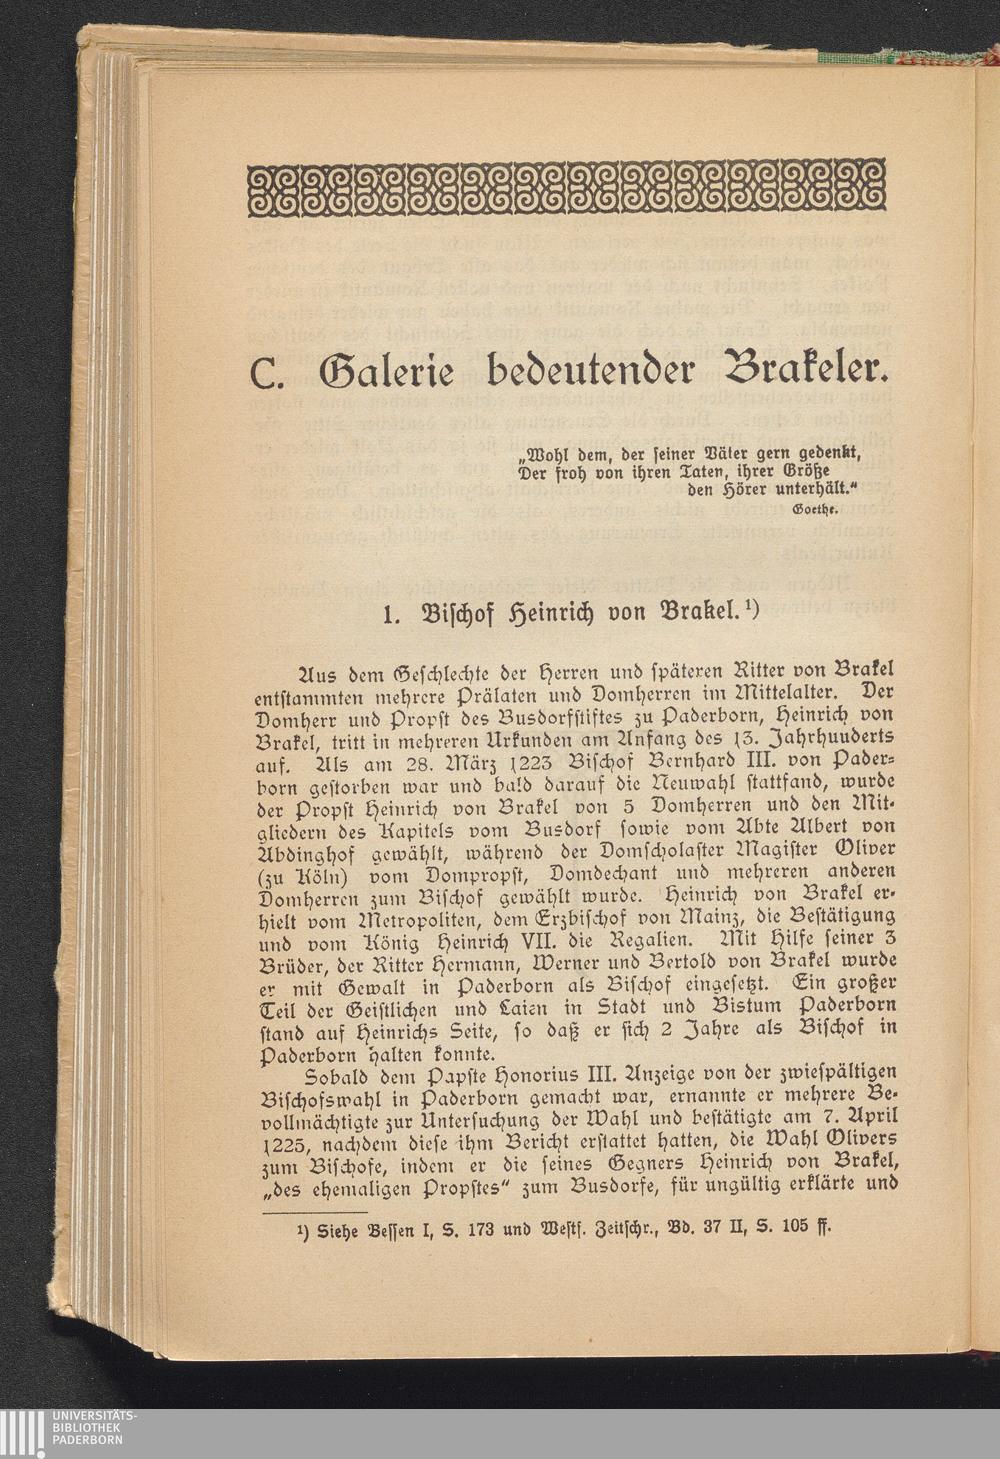 C. Galerie bedeutender Brakeler.
„Wohl dem, der seiner Väter gern gedenkt,
Der froh von ihren Taten, ihrer Größe
den Hörer unterhält.“
Goethe.
1. Bischof Heinrich von Brakel.¹)
Aus dem Geschlechte der Herren und späteren Ritter von Brakel
entstammten mehrere Prälaten und Domherren im Mittelalter. Der
Domherr und Propst des Busdorfstiftes zu Paderborn, Heinrich von
Brakel, tritt in mehreren Urkunden am Anfang des 13. Jahrhuuderts
auf. Als am 28. März 1223 Bischof Bernhard III. von Pader-
born gestorben war und bald darauf die Neuwahl stattfand, wurde
der Propst Heinrich von Brakel von 5 Domherren und den Mit-
gliedern des Kapitels vom Busdorf sowie vom Abte Albert von
Abdinghof gewählt, während der Domscholaster Magister Oliver
(zu Köln) vom Dompropst, Domdechant und mehreren anderen
Domherren zum Bischof gewählt wurde. Heinrich von Brakel er-
hielt vom Metropoliten, dem Erzbischof von Mainz, die Bestätigung
und vom König Heinrich VII. die Regalien. Mit Hilfe seiner 3
Brüder, der Ritter Hermann, Werner und Bertold von Brakel wurde
er mit Gewalt in Paderborn als Bischof eingesetzt. Ein großer
Teil der Geistlichen und Laien in Stadt und Bistum Paderborn
stand auf Heinrichs Seite, so daß er sich 2 Jahre als Bischof in
Paderborn halten konnte.
Sobald dem Papste Honorius III. Anzeige von der zwiespältigen
Bischofswahl in Paderborn gemacht war, ernannte er mehrere Be-
vollmächtigte zur Untersuchung der Wahl und bestätigte am 7. April
1225, nachdem diese ihm Bericht erstattet hatten, die Wahl Olivers
zum Bischofe, indem er die seines Gegners Heinrich von Brakel,
„des ehemaligen Propstes“ zum Busdorfe, für ungültig erklärte und
¹) Siehe Bessen I, S. 173 und Westf. Zeitschr., Bd. 37 II, S. 105 ff.
UNIVERSITÄTS-
BIBLIOTHEK
PADERBORN